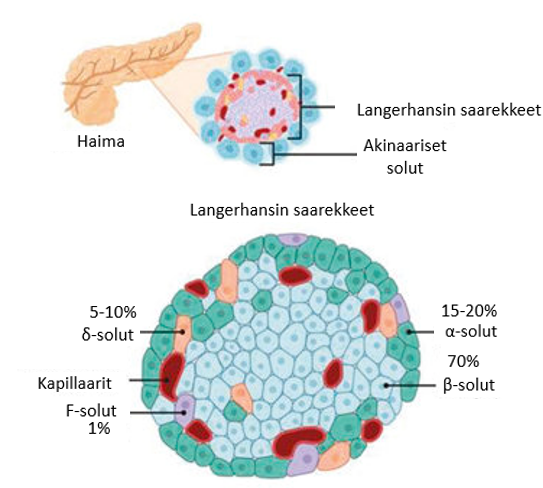 Langerhansin saarekkeet
Haima
Akinaariset
solut
Langerhansin saarekkeet
5-10%
δ-solut
15-20%
α-solut
70%
β-solut
Kapillaarit
F-solut
1%